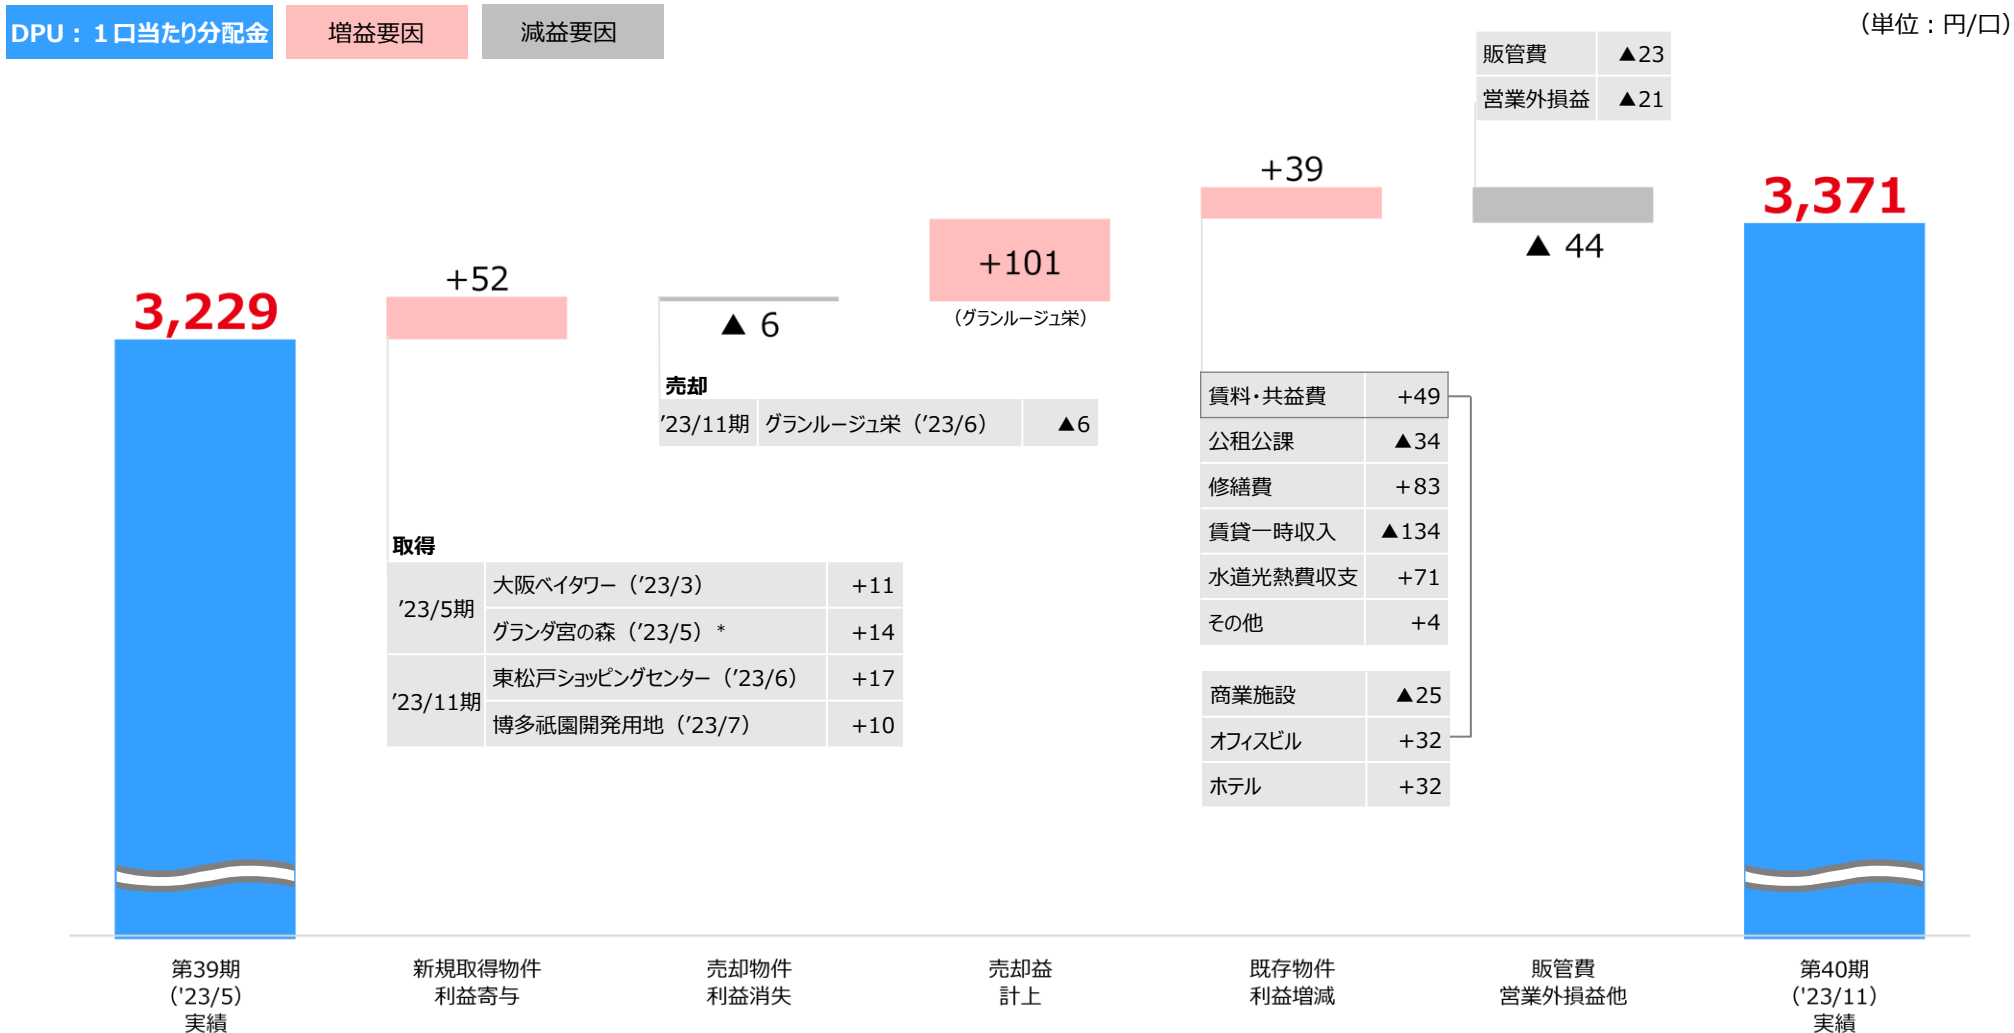 DPU：１口当たり分配金
増益要因
減益要因
（単位：円/口）
販管費 ▲23
営業外損益 ▲21
3,229
+52
▲ 6
+101
（グランルージュ栄）
+39
▲ 44
3,371
売却
’23/11期 グランルージュ栄（’23/6） ▲6
取得
’23/5期
大阪ベイタワー（’23/3） +11
グランダ宮の森（’23/5）* +14
’23/11期
東松戸ショッピングセンター（’23/6） +17
博多祇園開発用地（’23/7） +10
賃料・共益費 +49
公租公課 ▲34
修繕費 +83
賃貸一時収入 ▲134
水道光熱費収支 +71
その他 +4
商業施設 ▲25
オフィスビル +32
ホテル +32
第39期
('23/5)
実績
新規取得物件
利益寄与
売却物件
利益消失
売却益
計上
既存物件
利益増減
販管費
営業外損益他
第40期
('23/11)
実績